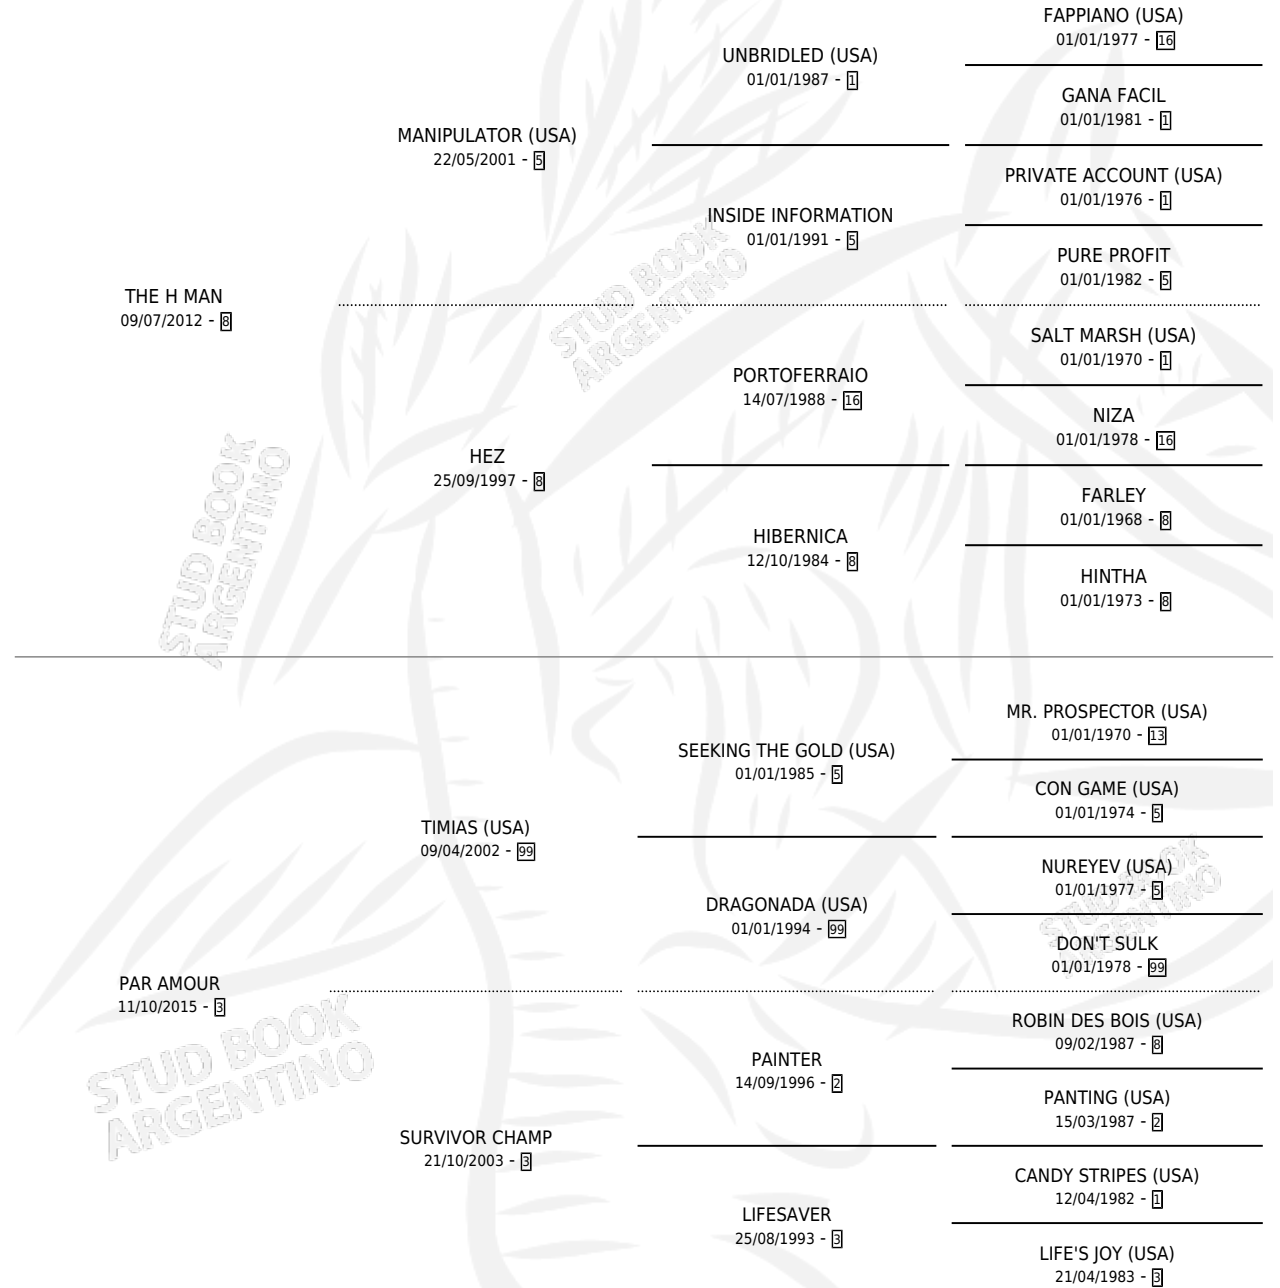 FAPPIANO (USA)
01/01/1977 - 16
UNBRIDLED (USA)
01/01/1987 - 1
GANA FACIL
01/01/1981 - 1
MANIPULATOR (USA)
22/05/2001 - 5
PRIVATE ACCOUNT (USA)
01/01/1976 - 1
INSIDE INFORMATION
01/01/1991 - 5
PURE PROFIT
01/01/1982 - 5
THE H MAN
09/07/2012 - 8
SALT MARSH (USA)
01/01/1970 - 1
PORTOFERRAIO
14/07/1988 - 16
NIZA
01/01/1978 - 16
HEZ
25/09/1997 - 8
FARLEY
01/01/1968 - 8
HIBERNICA
12/10/1984 - 8
HINTHA
01/01/1973 - 8
STUD BOOK
ARGENTINO
STUD BOOK
ARGENTINO
MR. PROSPECTOR (USA)
01/01/1970 - 13
SEEKING THE GOLD (USA)
01/01/1985 - 5
CON GAME (USA)
01/01/1974 - 5
TIMIAS (USA)
09/04/2002 - 99
NUREYEV (USA)
01/01/1977 - 5
DRAGONADA (USA)
01/01/1994 - 99
DON'T SULK
01/01/1978 - 99
PAR AMOUR
11/10/2015 - 3
ROBIN DES BOIS (USA)
09/02/1987 - 8
PAINTER
14/09/1996 - 2
PANTING (USA)
15/03/1987 - 2
SURVIVOR CHAMP
21/10/2003 - 3
CANDY STRIPES (USA)
12/04/1982 - 1
LIFESAVER
25/08/1993 - 3
LIFE'S JOY (USA)
21/04/1983 - 3
STUD BOOK
ARGENTINO
STUD BOOK
ARGENTINO